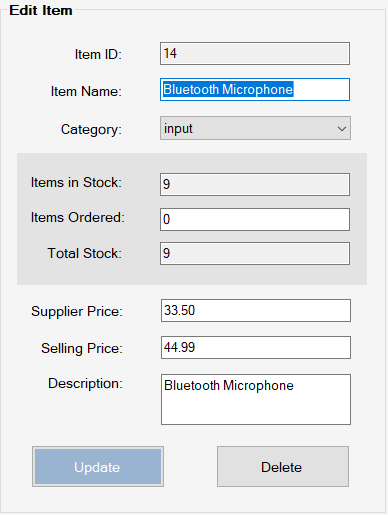 Edit Item
Item ID: 14
Item Name: Bluetooth Microphone
Category: input
Items in Stock: 9
Items Ordered: 0
Total Stock: 9
Supplier Price: 33.50
Selling Price: 44.99
Description: Bluetooth Microphone
Update Delete